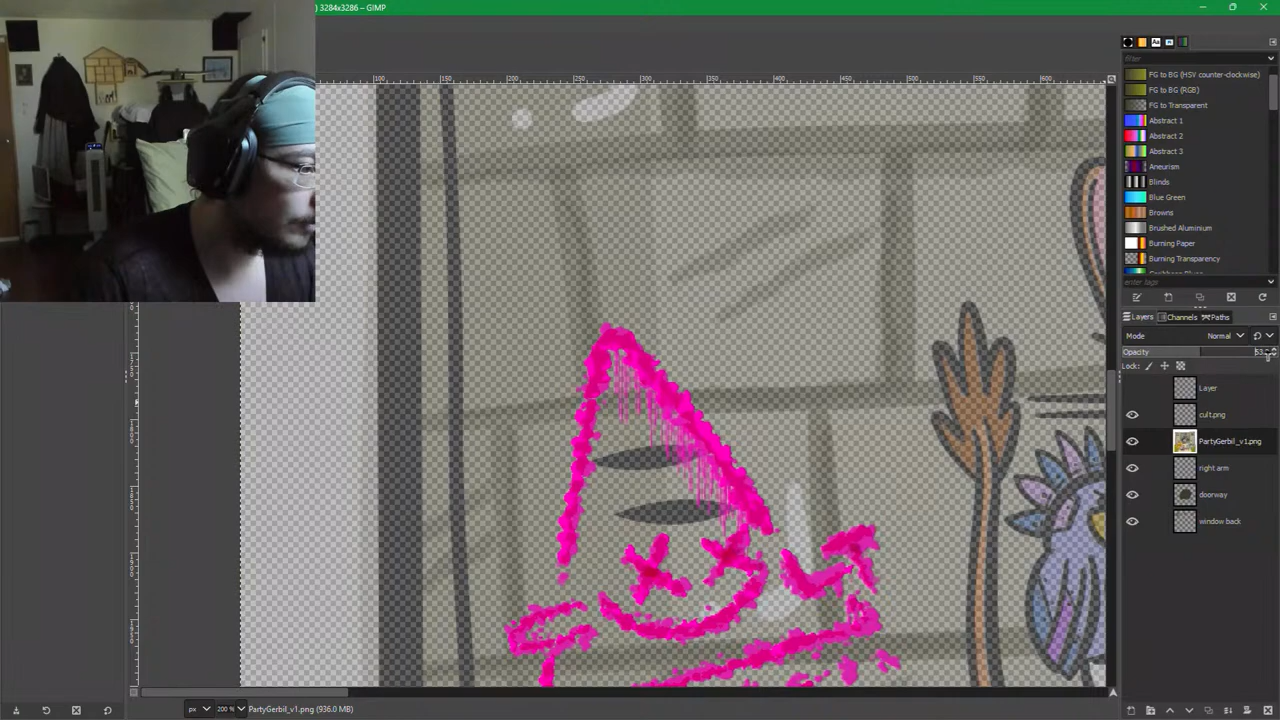 ) 3284x3286 – GIMP
100 150 200 250 300 350 400 450 500 550 600
filter
FG to BG (HSV counter-clockwise)
FG to BG (RGB)
FG to Transparent
Abstract 1
Abstract 2
Abstract 3
Aneurism
Blinds
Blue Green
Browns
Brushed Aluminium
Burning Paper
Burning Transparency
enter tags
Layers Channels Paths
Mode Normal
Opacity
Lock:
Layer
cult.png
PartyGerbil_v1.png
right arm
doorway
window back
px 200 % PartyGerbil_v1.png (936.0 MB)